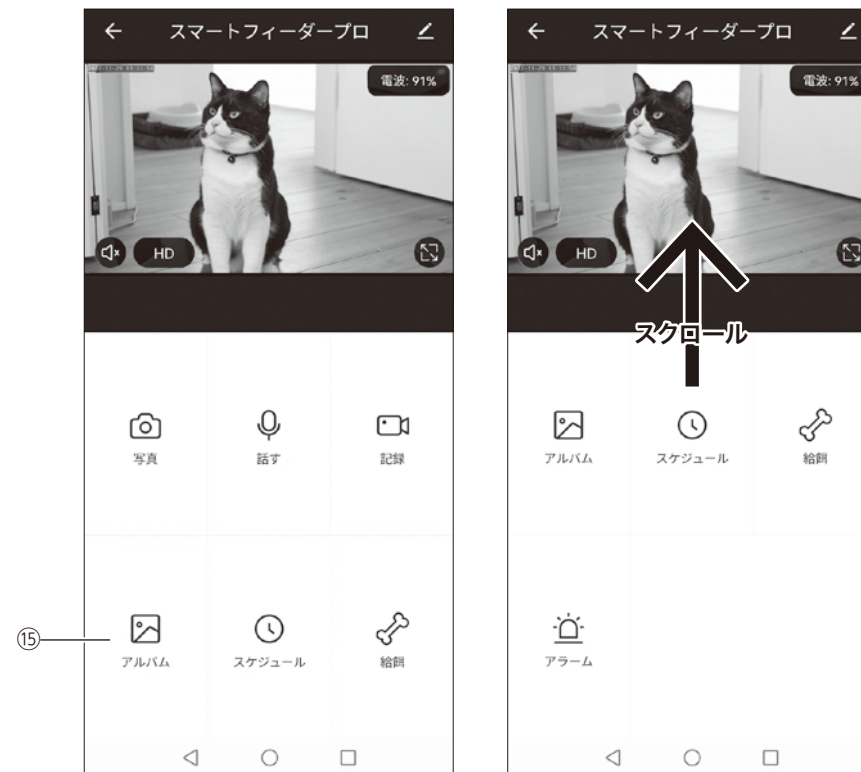 スマートフィーダープロ
電波: 91%
HD
写真
話す
記録
アルバム
スケジュール
給餌
⑮
スマートフィーダープロ
電波: 91%
HD
スクロール
アルバム
スケジュール
給餌
アラーム